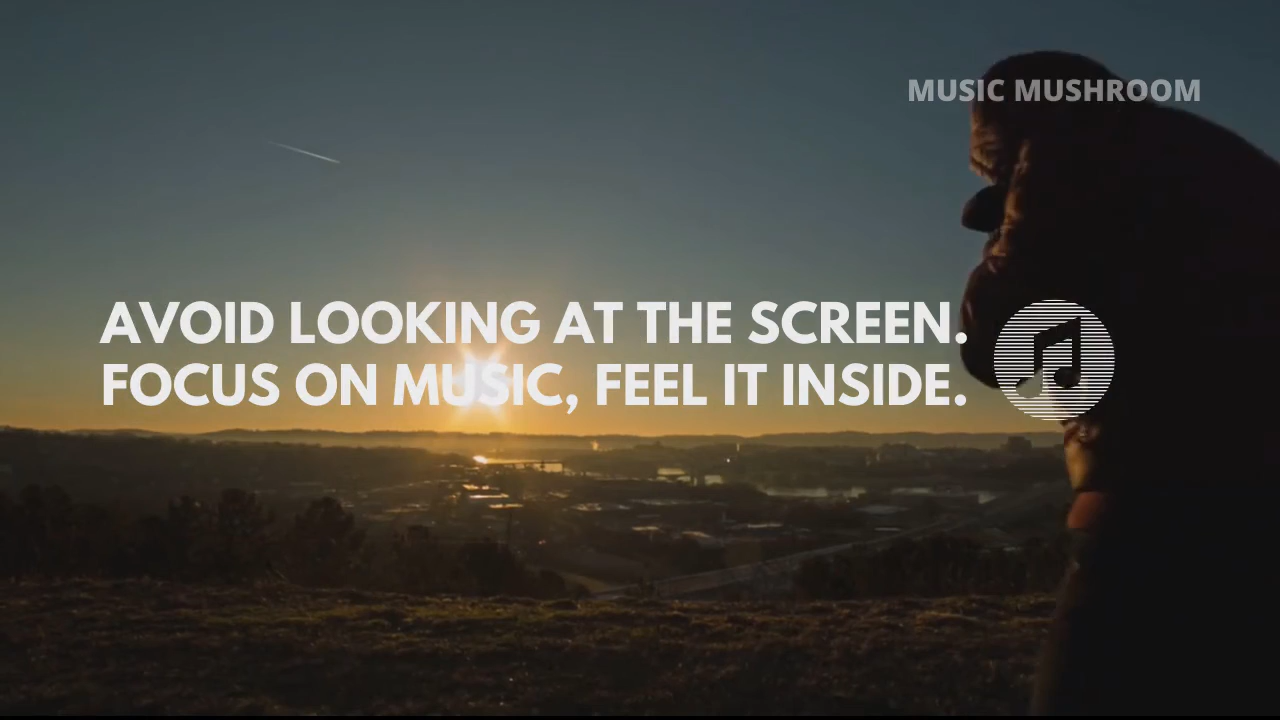 MUSIC MUSHROOM
AVOID LOOKING AT THE SCREEN.
FOCUS ON MUSIC, FEEL IT INSIDE.